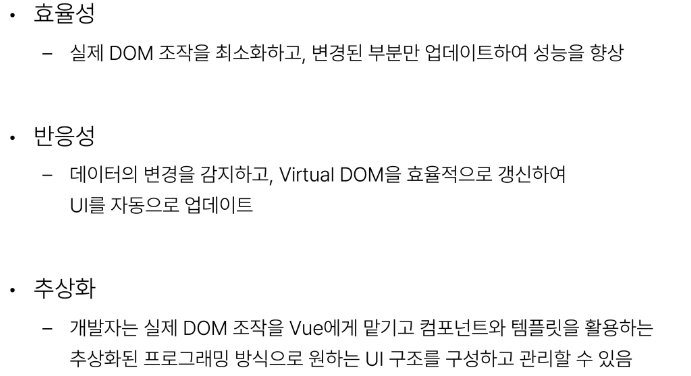 • 효율성
– 실제 DOM 조작을 최소화하고, 변경된 부분만 업데이트하여 성능을 향상
• 반응성
– 데이터의 변경을 감지하고, Virtual DOM을 효율적으로 갱신하여
UI를 자동으로 업데이트
• 추상화
– 개발자는 실제 DOM 조작을 Vue에게 맡기고 컴포넌트와 템플릿을 활용하는
추상화된 프로그래밍 방식으로 원하는 UI 구조를 구성하고 관리할 수 있음